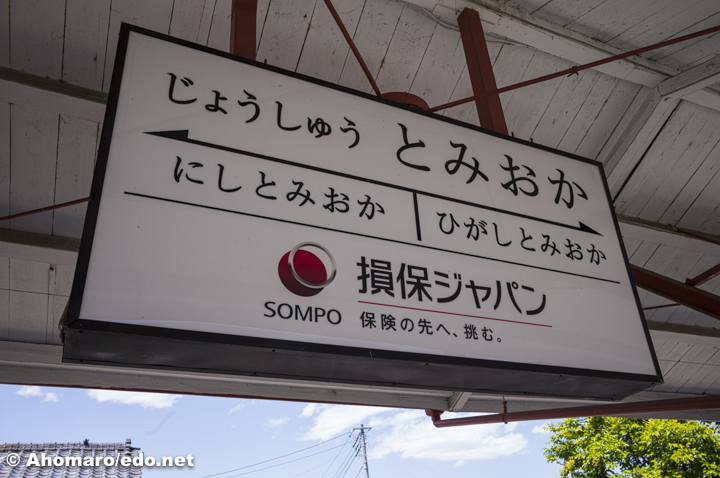 じょうしゅう とみおか
にしとみおか ひがしとみおか
SOMPO 損保ジャパン
保険の先へ、挑む。
© Ahomaro/edo.net